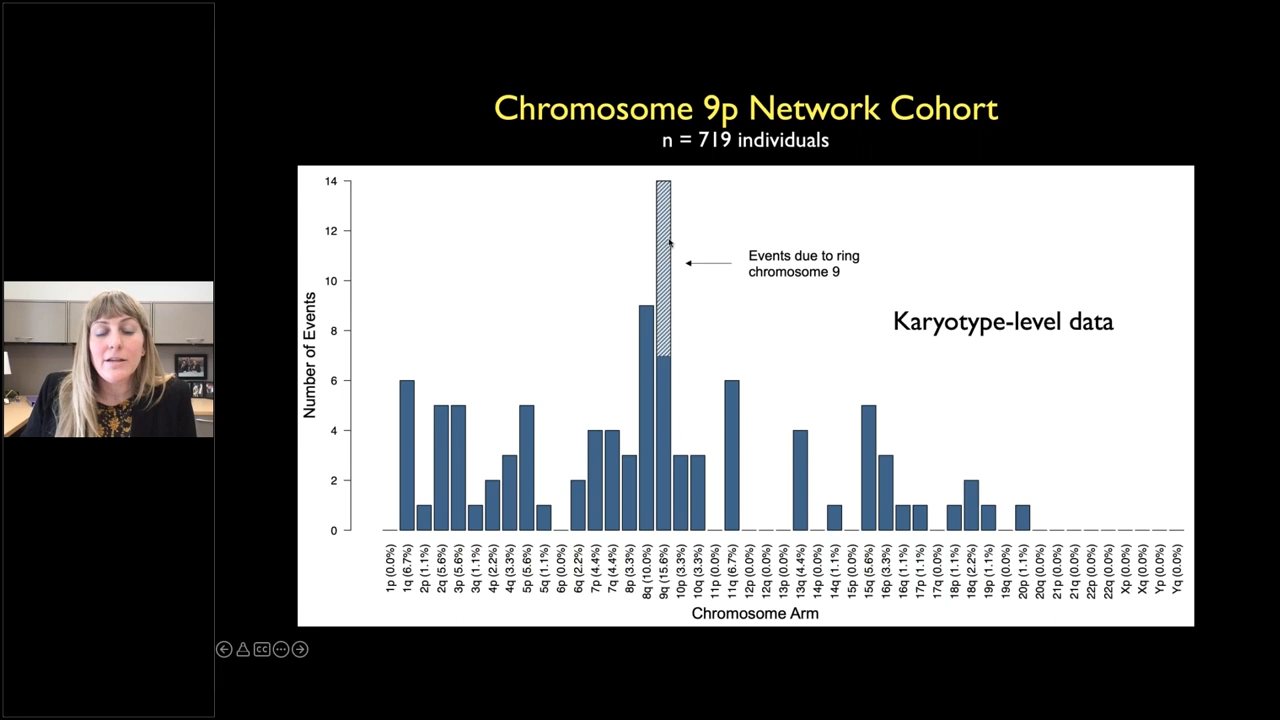 Chromosome 9p Network Cohort
n = 719 individuals
14
12
10
8
6
4
2
0
Number of Events
Events due to ring
chromosome 9
Karyotype-level data
1p (0.0%)
1q (6.7%)
2p (1.1%)
2q (5.6%)
3p (5.6%)
3q (1.1%)
4p (2.2%)
4q (3.3%)
5p (5.6%)
5q (1.1%)
6p (0.0%)
6q (2.2%)
7p (4.4%)
7q (4.4%)
8p (3.3%)
8q (10.0%)
9q (15.6%)
10p (3.3%)
10q (3.3%)
11p (0.0%)
11q (6.7%)
12p (0.0%)
12q (0.0%)
13p (0.0%)
13q (4.4%)
14p (0.0%)
14q (1.1%)
15p (0.0%)
15q (5.6%)
16p (3.3%)
16q (1.1%)
17p (1.1%)
17q (0.0%)
18p (1.1%)
18q (2.2%)
19p (1.1%)
19q (0.0%)
20p (1.1%)
20q (0.0%)
21p (0.0%)
21q (0.0%)
22p (0.0%)
22q (0.0%)
Xp (0.0%)
Xq (0.0%)
Yp (0.0%)
Yq (0.0%)
Chromosome Arm
CC